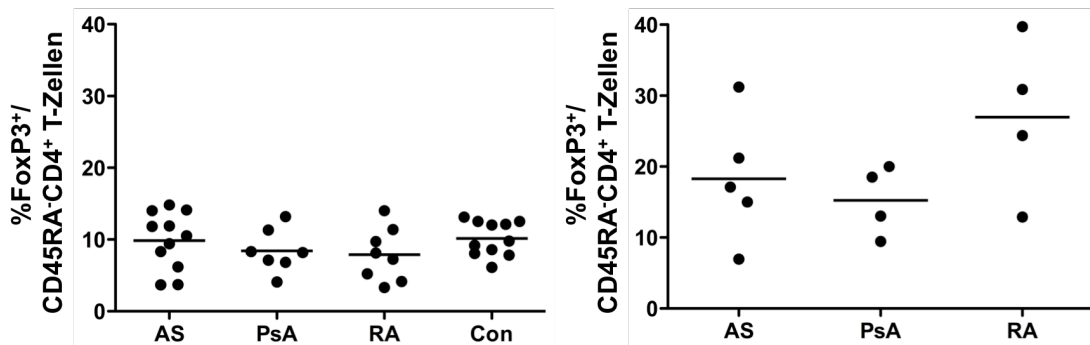 %FoxP3⁺/
CD45RA⁻CD4⁺ T-Zellen
40
30
20
10
0
AS PsA RA Con
%FoxP3⁺/
CD45RA⁻CD4⁺ T-Zellen
40
30
20
10
0
AS PsA RA